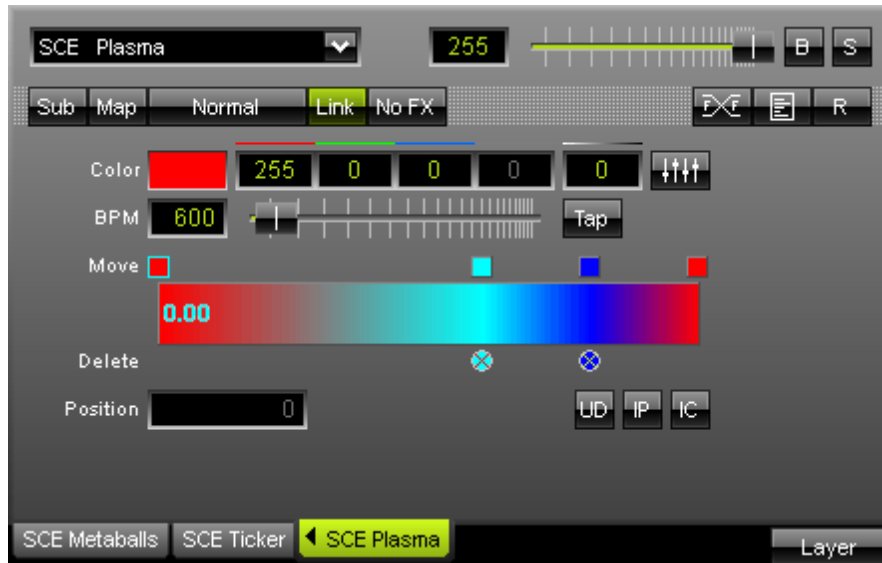 SCE Plasma 255 B S
Sub Map Normal Link No FX F F R
Color 255 0 0 0 0
BPM 600 Tap
Move
0.00
Delete
Position 0 UD IP IC
SCE Metaballs SCE Ticker SCE Plasma Layer